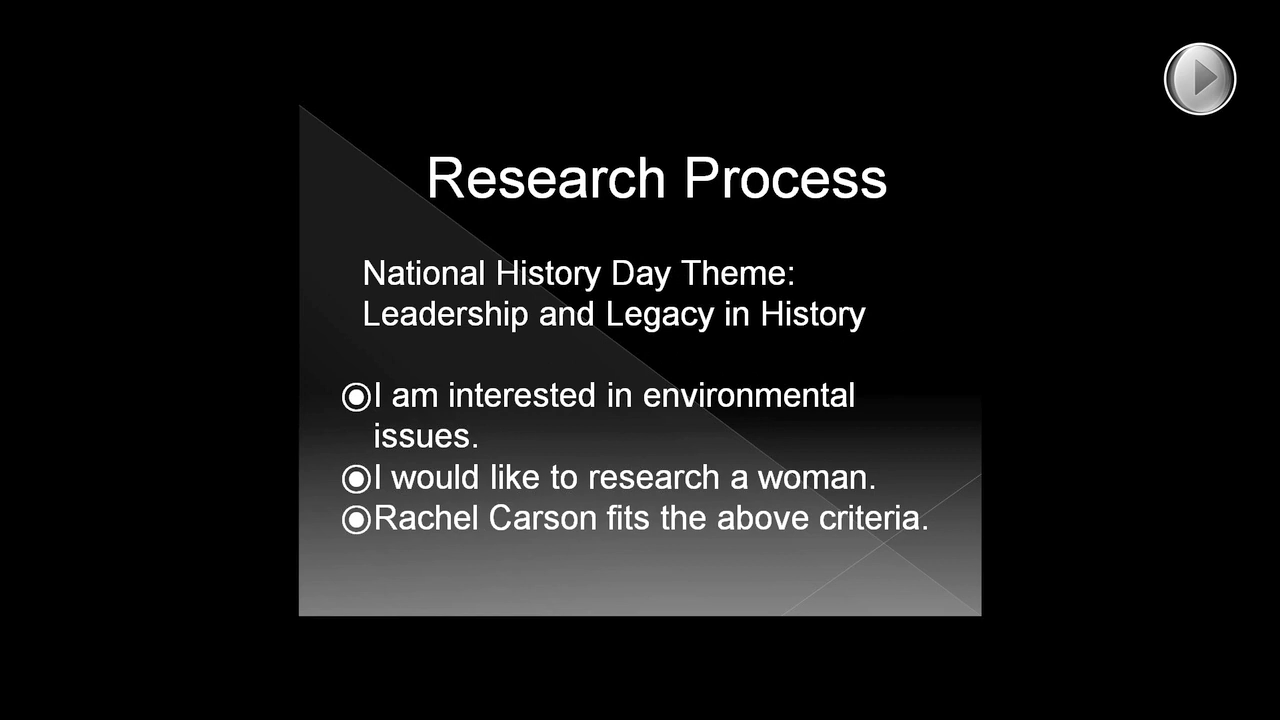 Research Process
National History Day Theme:
Leadership and Legacy in History
I am interested in environmental
issues.
I would like to research a woman.
Rachel Carson fits the above criteria.